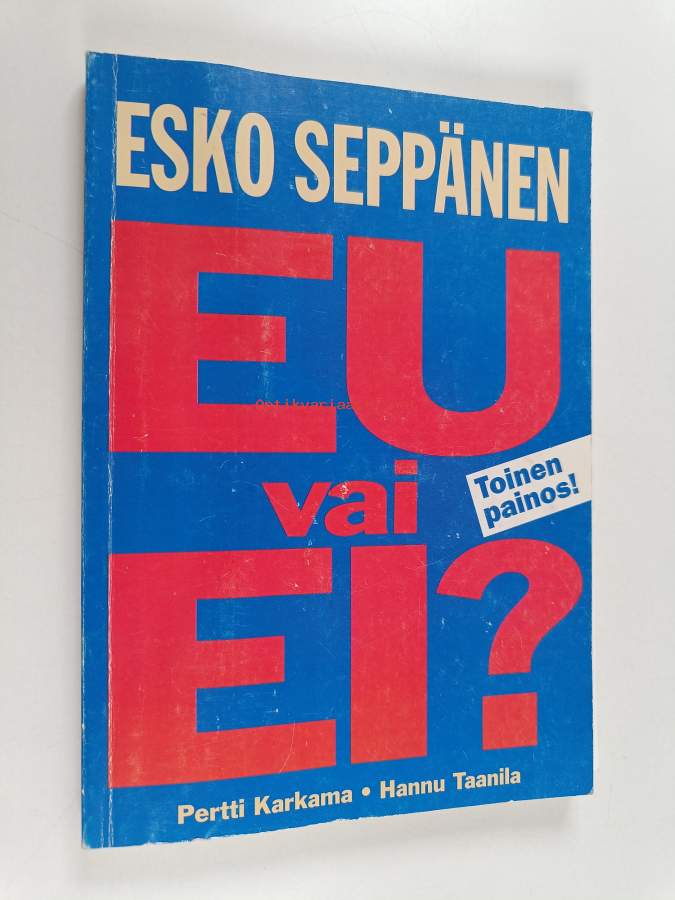 ESKO SEPPÄNEN
EU
vai
EI?
Toinen
painos!
Pertti Karkama • Hannu Taanila